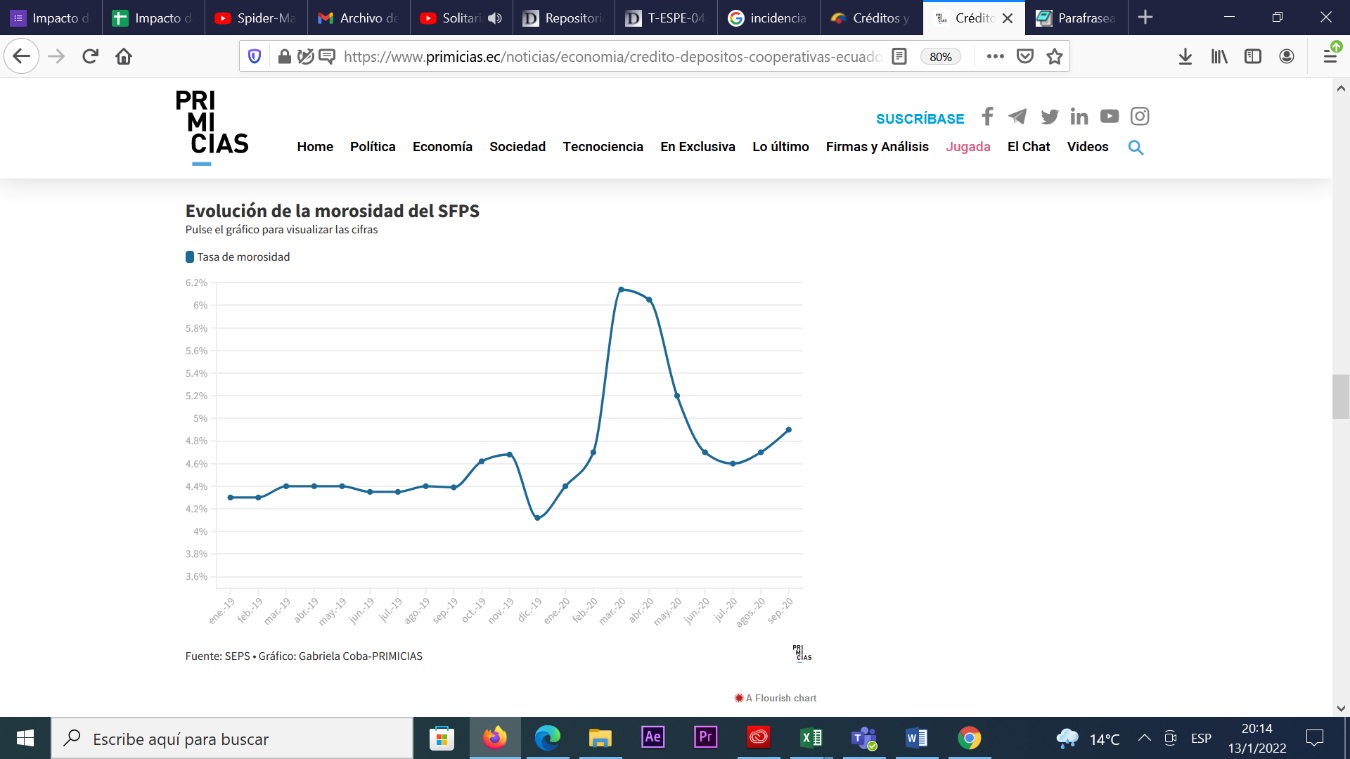 Impacto d
Impacto d
Spider-Ma
Archivo de
Solitari
Repositori
T-ESPE-04
incidencia
Créditos y
Crédito
Parafrasea
https://www.primicias.ec/noticias/economia/credito-depositos-cooperativas-ecuado
80%
PRI
MI
CIAS
SUSCRÍBASE
Home Política Economía Sociedad Tecnociencia En Exclusiva Lo último Firmas y Análisis Jugada El Chat Videos
Evolución de la morosidad del SFPS
Pulse el gráfico para visualizar las cifras
Tasa de morosidad
6.2%
6%
5.8%
5.6%
5.4%
5.2%
5%
4.8%
4.6%
4.4%
4.2%
4%
3.8%
3.6%
ene.-19 feb.-19 mar.-19 abr.-19 may.-19 jun.-19 jul.-19 ago.-19 sep.-19 oct.-19 nov.-19 dic.-19 ene.-20 feb.-20 mar.-20 abr.-20 may.-20 jun.-20 jul.-20 agos.-20 sep.-20
Fuente: SEPS • Gráfico: Gabriela Coba-PRIMICIAS
PRI
MI
CIAS
A Flourish chart
Escribe aquí para buscar
Ae
Pr
14°C
ESP
20:14
13/1/2022